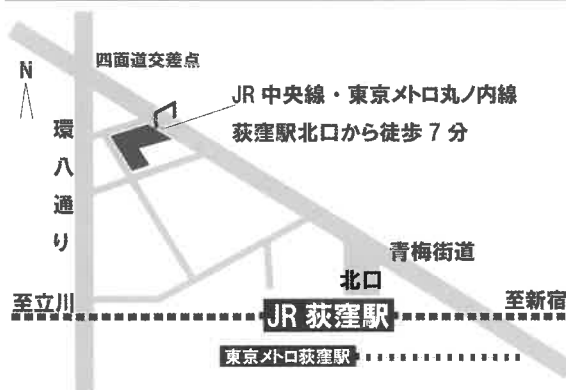 四面道交差点
N
JR 中央線・東京メトロ丸ノ内線
荻窪駅北口から徒歩 7 分
環八通り
青梅街道
北口
至立川
至新宿
JR 荻窪駅
東京メトロ荻窪駅